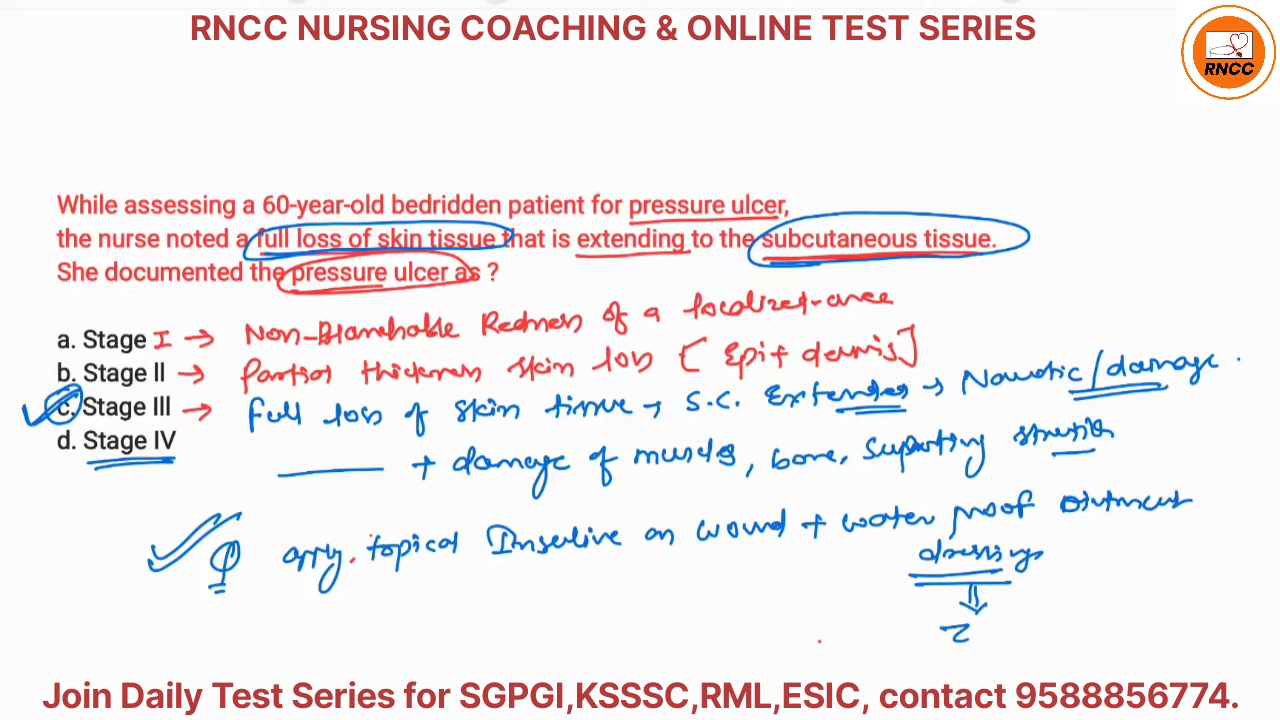 RNCC NURSING COACHING & ONLINE TEST SERIES
RNCC
While assessing a 60-year-old bedridden patient for pressure ulcer,
the nurse noted a full loss of skin tissue that is extending to the subcutaneous tissue.
She documented the pressure ulcer as ?
a. Stage I → Non-Blanchable Redness of a localized area
b. Stage II → Partial thickness skin loss [Epi + dermis]
c. Stage III → Full loss of skin tissue → S.C. Extended → /damage
d. Stage IV + damage of muscles, bone, supporting
apply topical on wound + water proof ointment
dressing
Join Daily Test Series for SGPGI,KSSSC,RML,ESIC, contact 9588856774.